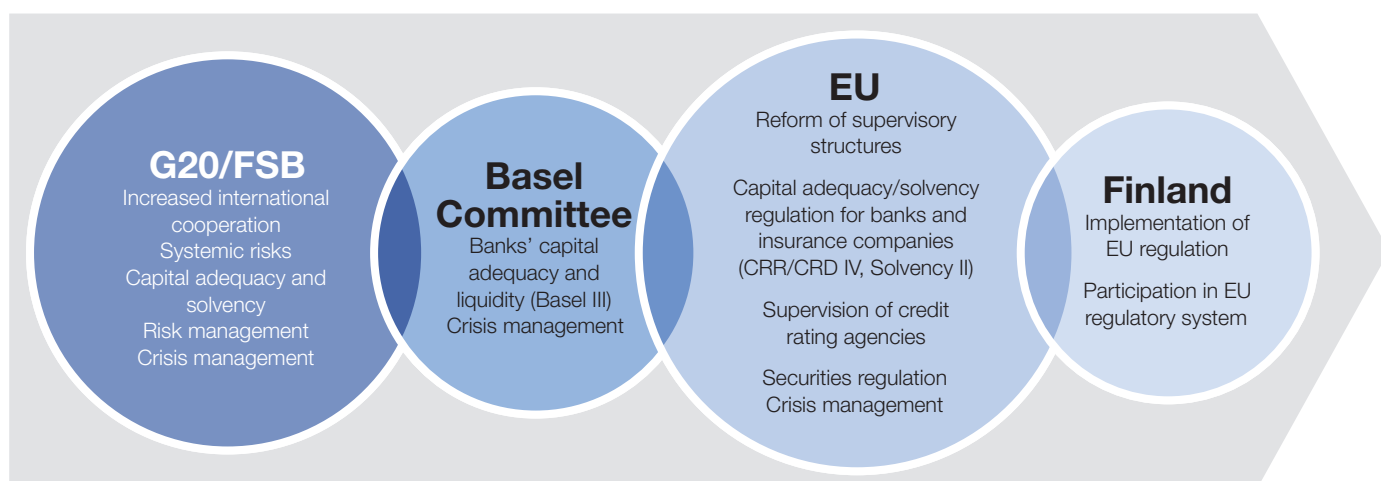 G20/FSB
Increased international
cooperation
Systemic risks
Capital adequacy and
solvency
Risk management
Crisis management
Basel
Committee
Banks’ capital
adequacy and
liquidity (Basel III)
Crisis management
EU
Reform of supervisory
structures
Capital adequacy/solvency
regulation for banks and
insurance companies
(CRR/CRD IV, Solvency II)
Supervision of credit
rating agencies
Securities regulation
Crisis management
Finland
Implementation of
EU regulation
Participation in EU
regulatory system